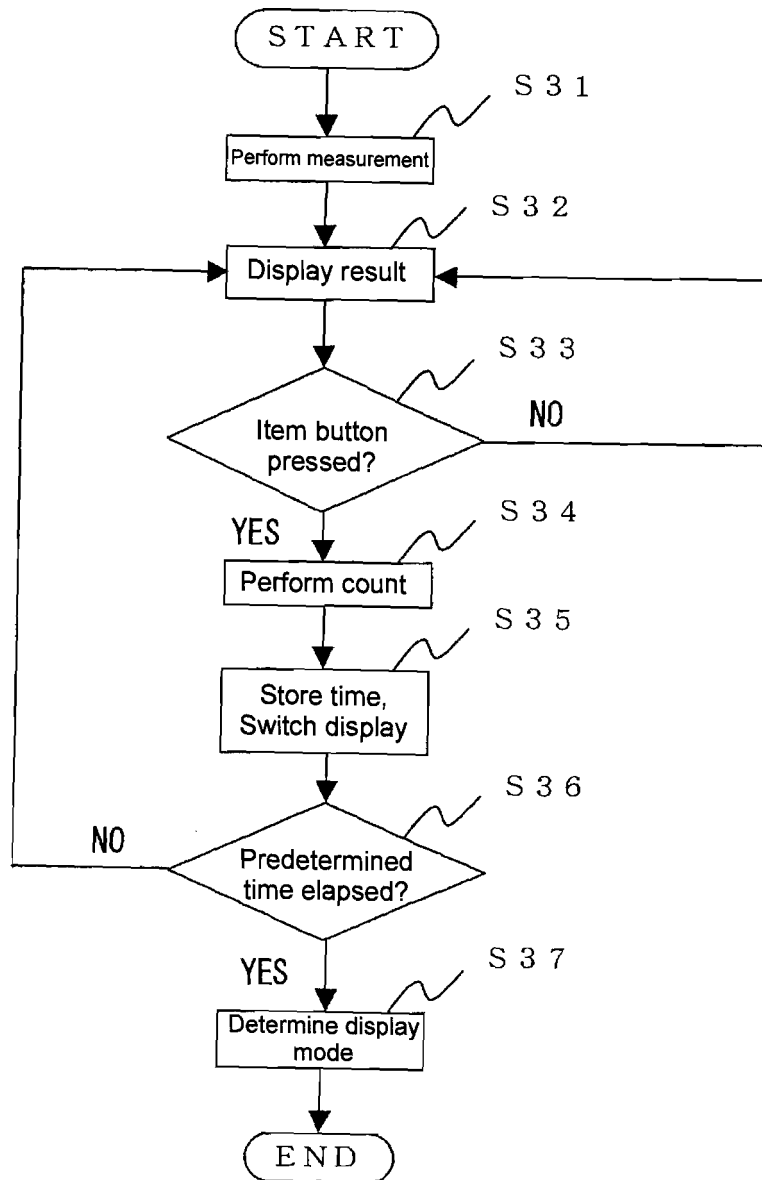 START
S31
Perform measurement
S32
Display result
S33
Item button
pressed?
NO
YES
S34
Perform count
S35
Store time,
Switch display
S36
NO
Predetermined
time elapsed?
YES
S37
Determine display
mode
END